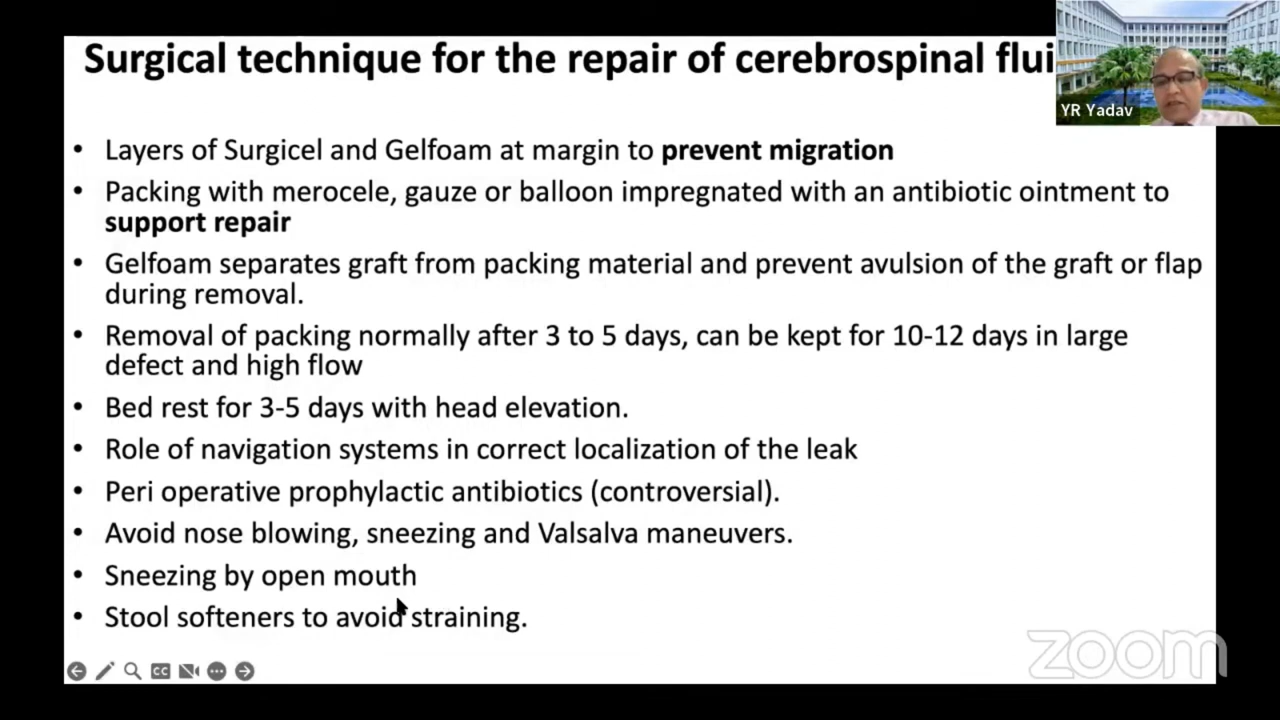 Surgical technique for the repair of cerebrospinal flui
YR Yadav
• Layers of Surgicel and Gelfoam at margin to prevent migration
• Packing with merocele, gauze or balloon impregnated with an antibiotic ointment to
support repair
• Gelfoam separates graft from packing material and prevent avulsion of the graft or flap
during removal.
• Removal of packing normally after 3 to 5 days, can be kept for 10-12 days in large
defect and high flow
• Bed rest for 3-5 days with head elevation.
• Role of navigation systems in correct localization of the leak
• Peri operative prophylactic antibiotics (controversial).
• Avoid nose blowing, sneezing and Valsalva maneuvers.
• Sneezing by open mouth
• Stool softeners to avoid straining.
CC
zoom